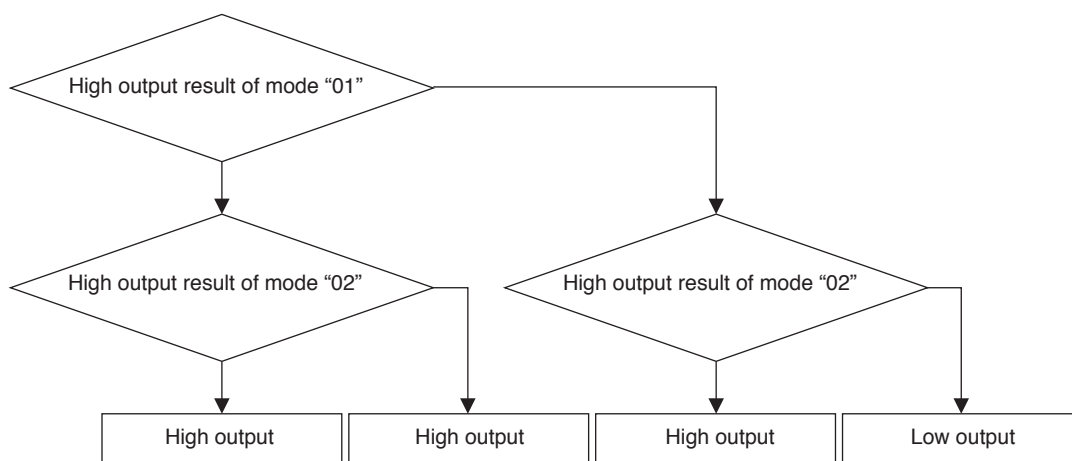 High output result of mode “01”
High output result of mode “02”
High output result of mode “02”
High output
High output
High output
Low output